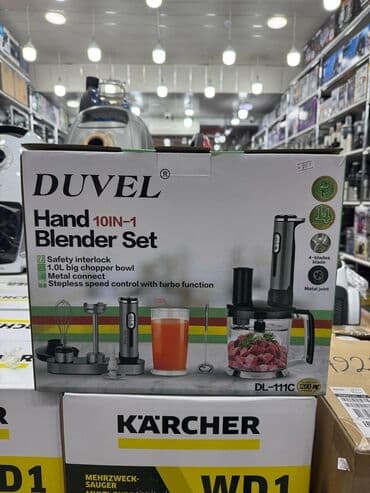 DUVEL®
Hand 10IN-1
Blender Set
Safety interlock
1.0L big chopper bowl
Metal connect
Stepless speed control with turbo function
4-blades
blade
Metal joint
DL-111C
KÄRCHER
MEHRZWECK-
SAUGER
WD1
WD1